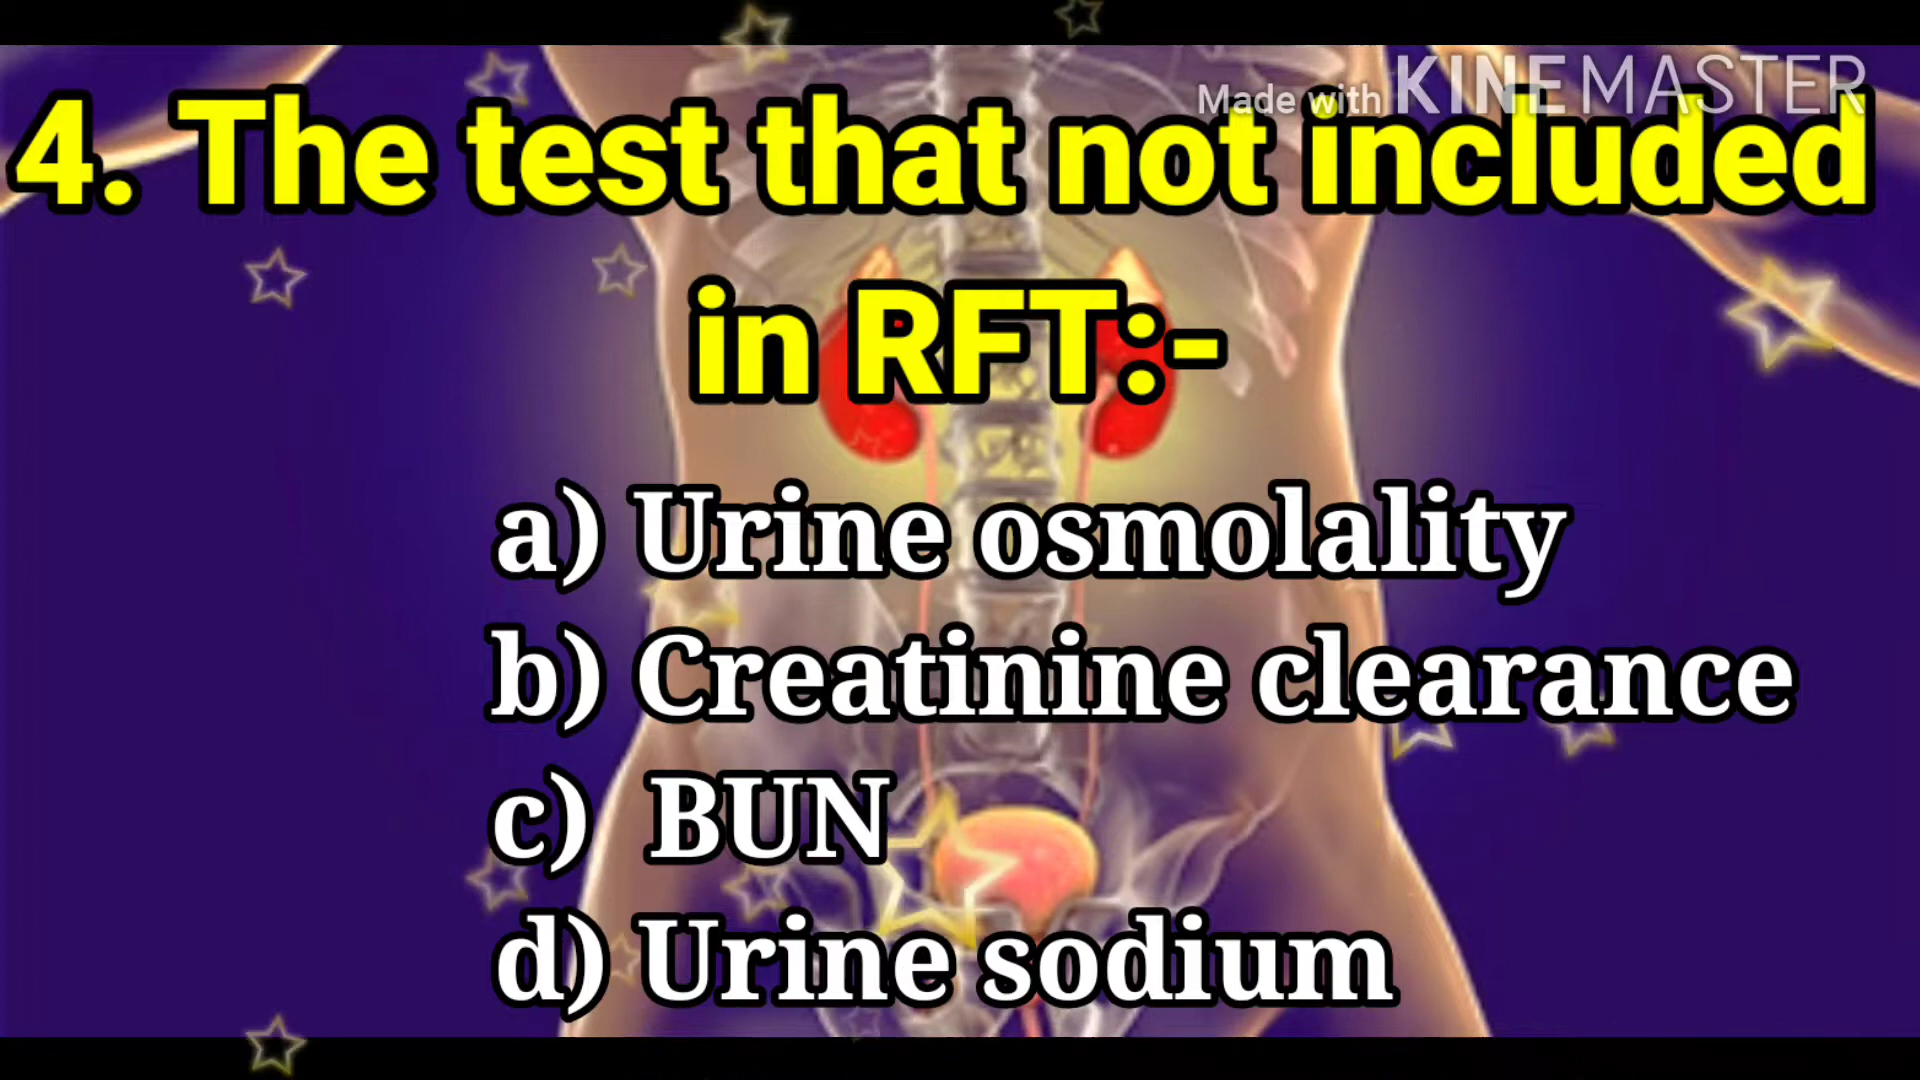 Made with KINEMASTER
4. The test that not included
in RFT:-
a) Urine osmolality
b) Creatinine clearance
c) BUN
d) Urine sodium